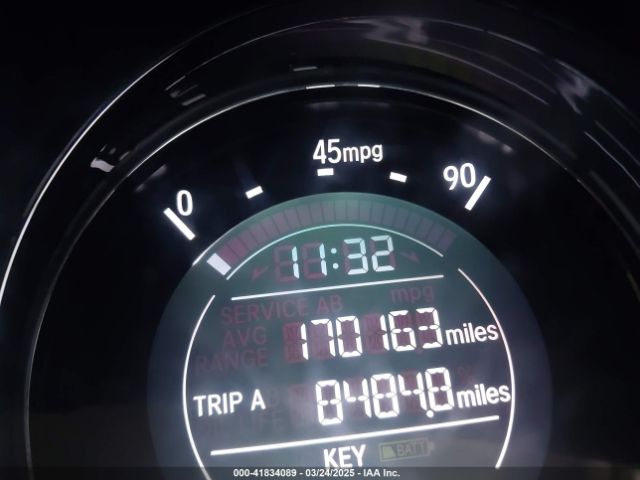 45mpg
0 90
11:32
SERVICE AB mpg
AVG 170163 miles
RANGE
TRIP A 8484.8 miles
KEY BATT
000-41834089 - 03/24/2025 - IAA Inc.